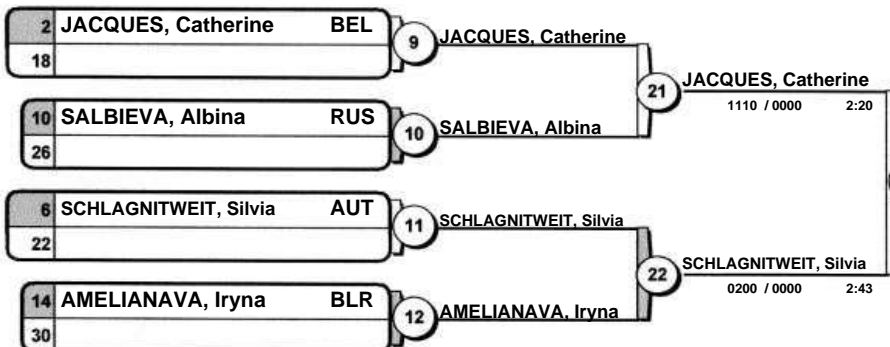 2 JACQUES, Catherine BEL
18
9 JACQUES, Catherine
10 SALBIEVA, Albina RUS
26
10 SALBIEVA, Albina
21 JACQUES, Catherine
1110 / 0000 2:20
6 SCHLAGNITWEIT, Silvia AUT
22
11 SCHLAGNITWEIT, Silvia
14 AMELIANAVA, Iryna BLR
30
12 AMELIANAVA, Iryna
22 SCHLAGNITWEIT, Silvia
0200 / 0000 2:43